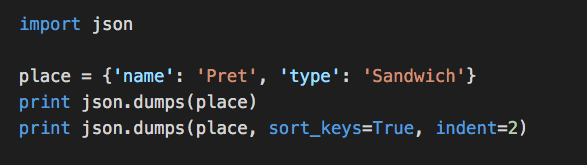 import json
place = {'name': 'Pret', 'type': 'Sandwich'}
print json.dumps(place)
print json.dumps(place, sort_keys=True, indent=2)